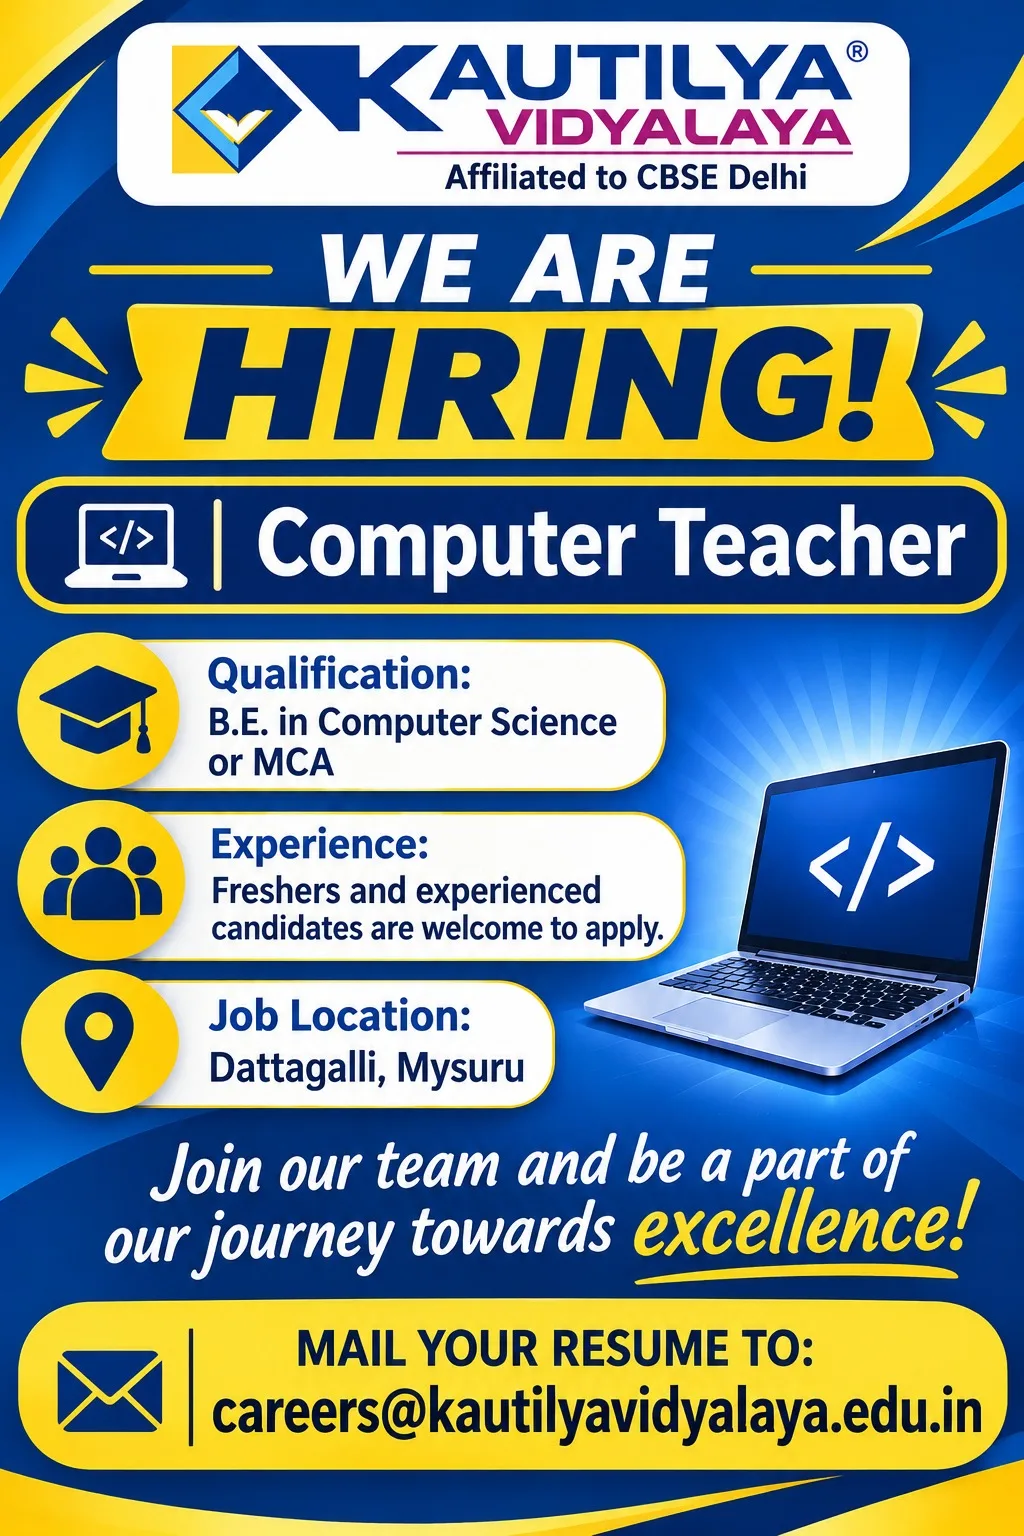 KAUTILYA®
VIDYALAYA
Affiliated to CBSE Delhi
WE ARE
HIRING!
</> Computer Teacher
Qualification:
B.E. in Computer Science
or MCA
Experience:
Freshers and experienced
candidates are welcome to apply.
</>
Job Location:
Dattagalli, Mysuru
Join our team and be a part of
our journey towards excellence!
MAIL YOUR RESUME TO:
careers@kautilyavidyalaya.edu.in